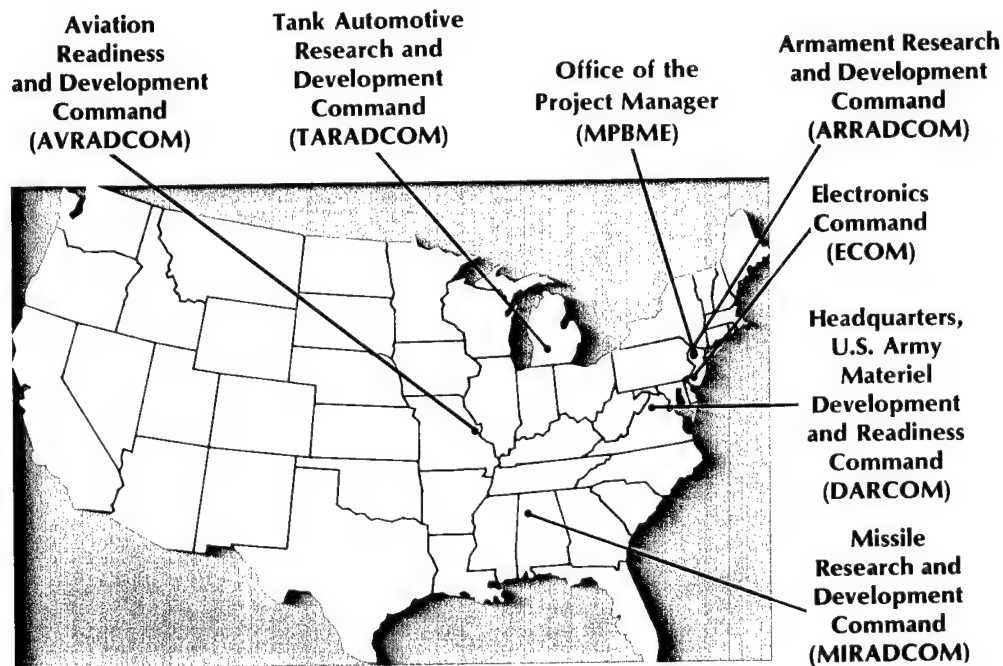 Aviation
Readiness
and Development
Command
(AVRADCOM)
Tank Automotive
Research and
Development
Command
(TARADCOM)
Office of the
Project Manager
(MPBME)
Armament Research
and Development
Command
(ARRADCOM)
Electronics
Command
(ECOM)
Headquarters,
U.S. Army
Materiel
Development
and Readiness
Command
(DARCOM)
Missile
Research and
Development
Command
(MIRADCOM)